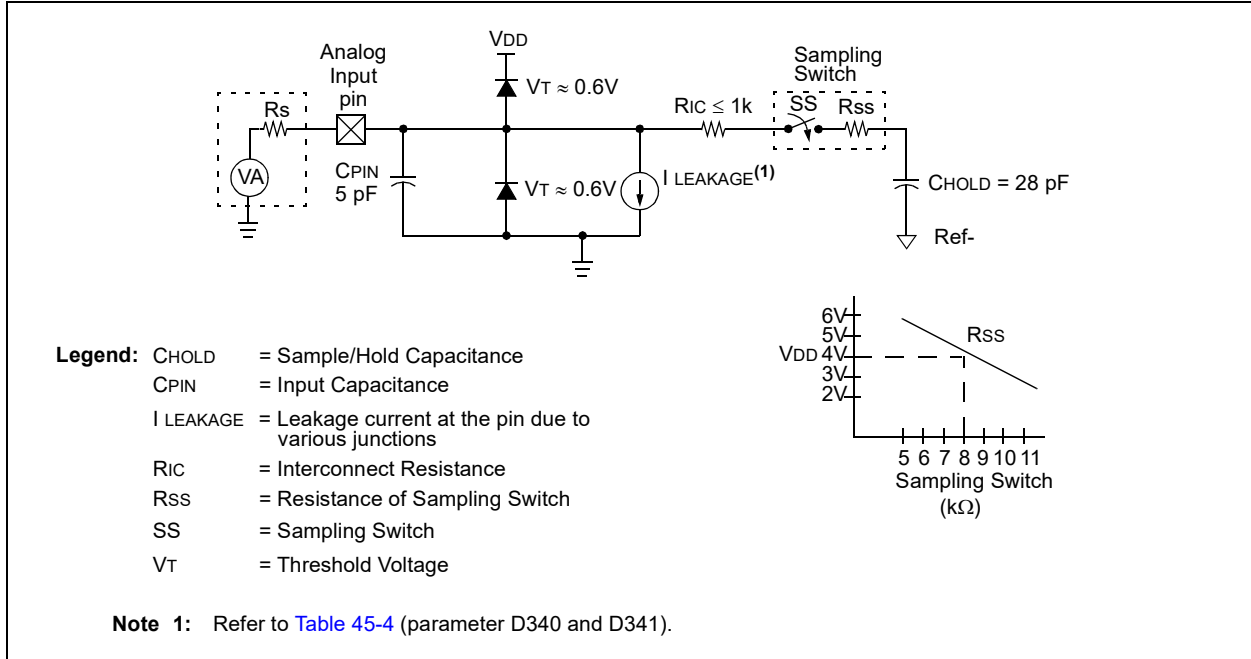 VDD
Analog
Input
pin
Sampling
Switch
VT ≈ 0.6V
RIC ≤ 1k
SS
Rss
Rs
VA
CPIN
5 pF
VT ≈ 0.6V
I LEAKAGE(1)
CHOLD = 28 pF
Ref-
6V
5V
VDD 4V
3V
2V
RSS
5 6 7 8 9 10 11
Sampling Switch
(kΩ)
Legend: CHOLD = Sample/Hold Capacitance
CPIN = Input Capacitance
I LEAKAGE = Leakage current at the pin due to
various junctions
RIC = Interconnect Resistance
RSS = Resistance of Sampling Switch
SS = Sampling Switch
VT = Threshold Voltage
Note 1: Refer to Table 45-4 (parameter D340 and D341).